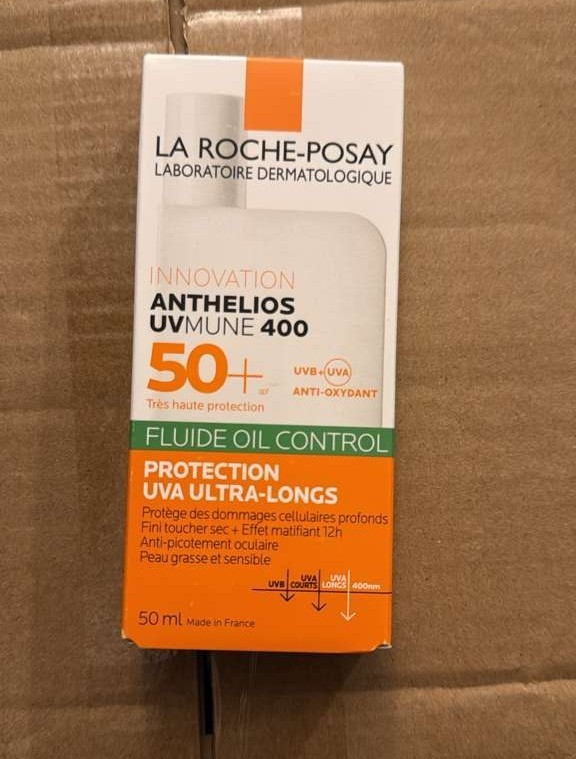 LA ROCHE-POSAY
LABORATOIRE DERMATOLOGIQUE
INNOVATION
ANTHELIOS
UVMUNE 400
50+
Très haute protection
UVB+UVA
ANTI-OXYDANT
FLUIDE OIL CONTROL
PROTECTION
UVA ULTRA-LONGS
Protège des dommages cellulaires profonds
Fini toucher sec + Effet matifiant 12h
Anti-picotement oculaire
Peau grasse et sensible
UVB
UVA COURTS
UVA LONGS
400nm
50 ml Made in France